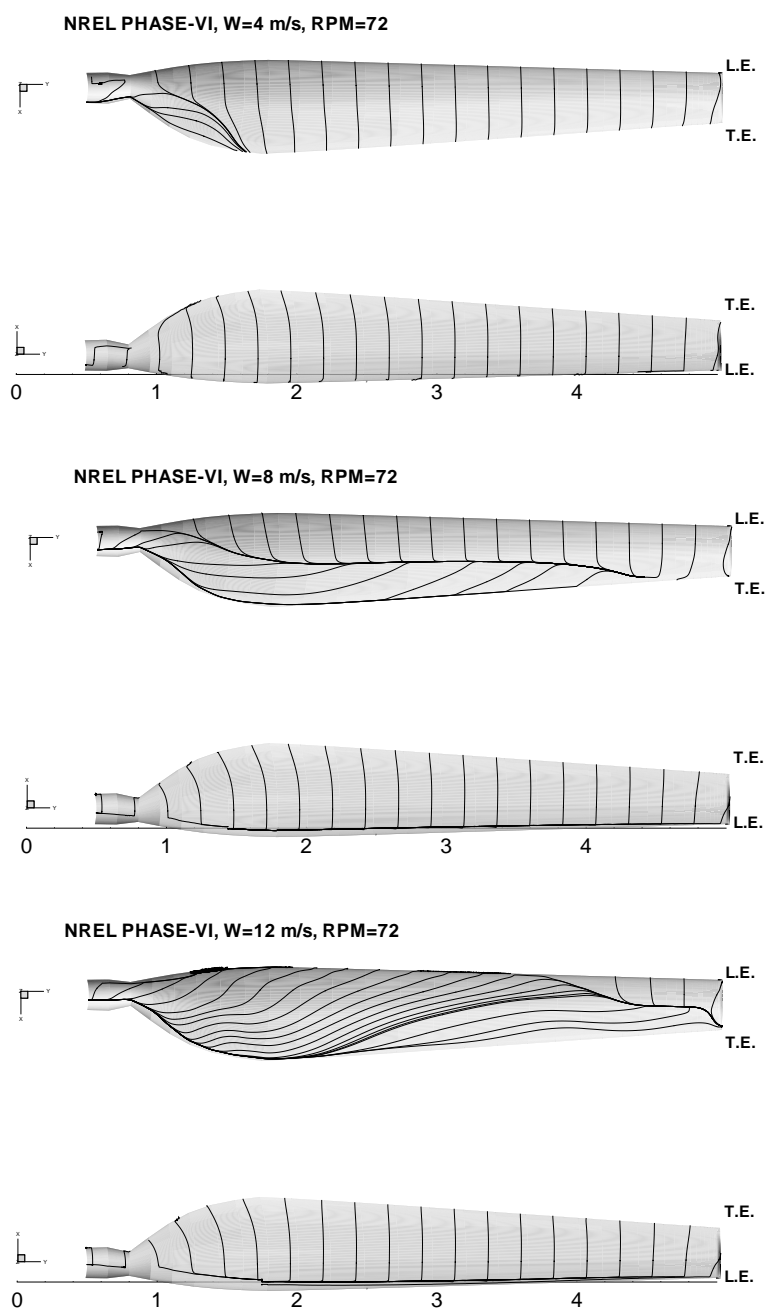 NREL PHASE-VI, W=4 m/s, RPM=72
L.E.
Z Y
X
T.E.
T.E.
X
Z Y
L.E.
0 1 2 3 4
NREL PHASE-VI, W=8 m/s, RPM=72
L.E.
Z Y
X
T.E.
T.E.
X
Z Y
L.E.
0 1 2 3 4
NREL PHASE-VI, W=12 m/s, RPM=72
L.E.
Z Y
X
T.E.
T.E.
X
Z Y
L.E.
0 1 2 3 4